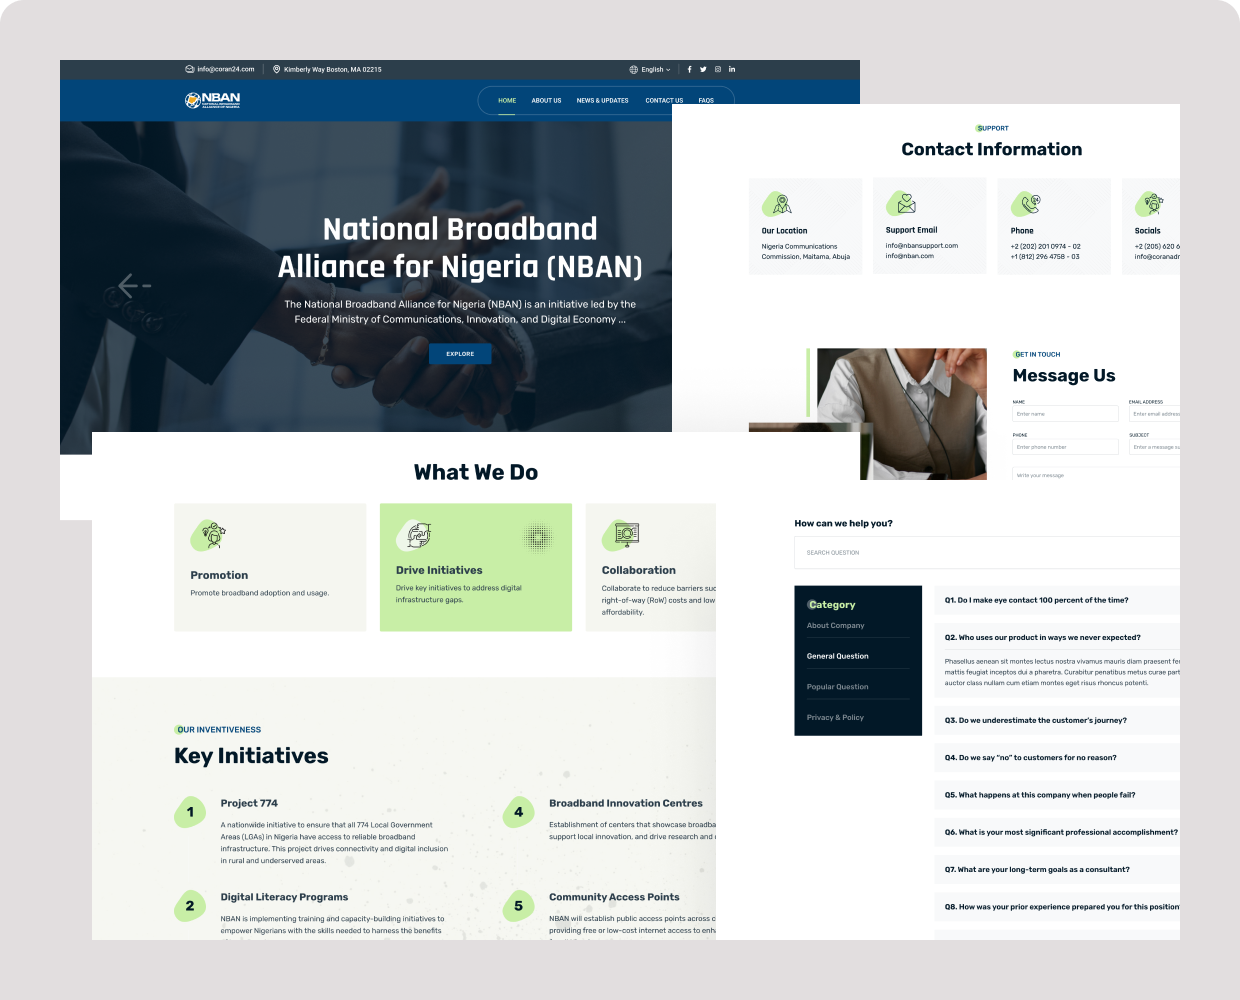 info@coran24.com
Kimberly Way Boston, MA 02215
English
NBAN
NATIONAL BROADBAND
ALLIANCE OF NIGERIA
HOME
ABOUT US
NEWS & UPDATES
CONTACT US
FAQS
National Broadband
Alliance for Nigeria (NBAN)
The National Broadband Alliance for Nigeria (NBAN) is an initiative led by the
Federal Ministry of Communications, Innovation, and Digital Economy ...
EXPLORE
SUPPORT
Contact Information
Our Location
Nigeria Communications
Commission, Maitama, Abuja
Support Email
info@nbansupport.com
info@nban.com
Phone
+2 (202) 201 0974 - 02
+1 (812) 296 4758 - 03
Socials
+2 (205) 620 6
info@coranadr
GET IN TOUCH
Message Us
NAME
EMAIL ADDRESS
Enter name
Enter email address
PHONE
SUBJECT
Enter phone number
Enter a message su
Write your message
What We Do
Promotion
Promote broadband adoption and usage.
Drive Initiatives
Drive key initiatives to address digital
infrastructure gaps.
Collaboration
Collaborate to reduce barriers suc
right-of-way (RoW) costs and low
affordability.
OUR INVENTIVENESS
Key Initiatives
1
Project 774
A nationwide initiative to ensure that all 774 Local Government
Areas (LGAs) in Nigeria have access to reliable broadband
infrastructure. This project drives connectivity and digital inclusion
in rural and underserved areas.
4
Broadband Innovation Centres
Establishment of centers that showcase broadba
support local innovation, and drive research and
2
Digital Literacy Programs
NBAN is implementing training and capacity-building initiatives to
empower Nigerians with the skills needed to harness the benefits
5
Community Access Points
NBAN will establish public access points across c
providing free or low-cost internet access to enh
How can we help you?
SEARCH QUESTION
Category
About Company
General Question
Popular Question
Privacy & Policy
Q1. Do I make eye contact 100 percent of the time?
Q2. Who uses our product in ways we never expected?
Phasellus aenean sit montes lectus nostra vivamus mauris diam praesent fe
mattis feugiat inceptos dui a pharetra. Curabitur penatibus metus curae part
auctor class nullam cum etiam montes eget risus rhoncus potenti.
Q3. Do we underestimate the customer's journey?
Q4. Do we say “no” to customers for no reason?
Q5. What happens at this company when people fail?
Q6. What is your most significant professional accomplishment?
Q7. What are your long-term goals as a consultant?
Q8. How was your prior experience prepared you for this position